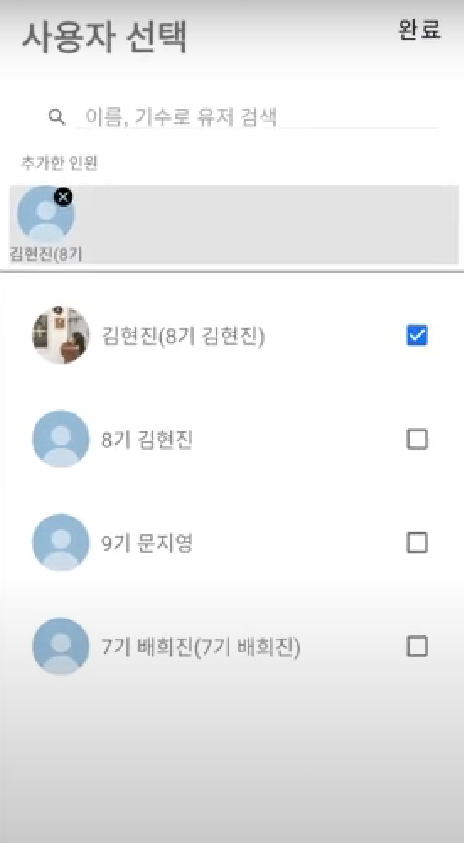 사용자 선택
완료
이름, 기수로 유저 검색
추가한 인원
김현진(8기
김현진(8기 김현진)
8기 김현진
9기 문지영
7기 배희진(7기 배희진)